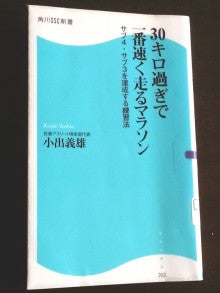 角川SSC新書
30キロ過ぎで
一番速く走るマラソン
サブ4・サブ3を達成する練習法
Koide Yoshio
佐倉アスリート倶楽部代表
小出義雄